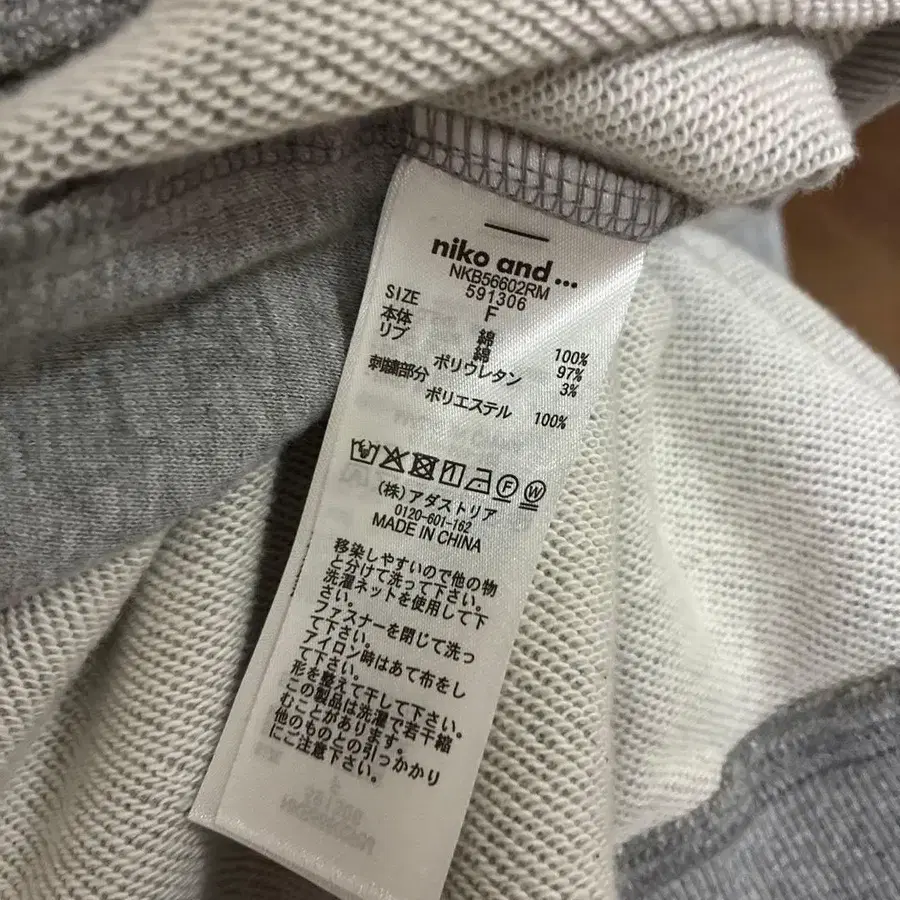 niko and ...
NKB56602RM
591306
SIZE F
本体 綿 100%
リブ 綿 97%
ポリウレタン 3%
刺繍部分
ポリエステル 100%
(株)アダストリア
0120-601-162
MADE IN CHINA
移染しやすいので他の物
と分けて洗って下さい。
洗濯ネットを使用して下
さい。
ファスナーを閉じて洗っ
て下さい。
アイロン時はあて布をし
て下さい。
形を整えて干して下さい。
この製品は洗濯で若干縮
むことがあります。
他のものとの引っかかり
にご注意下さい。